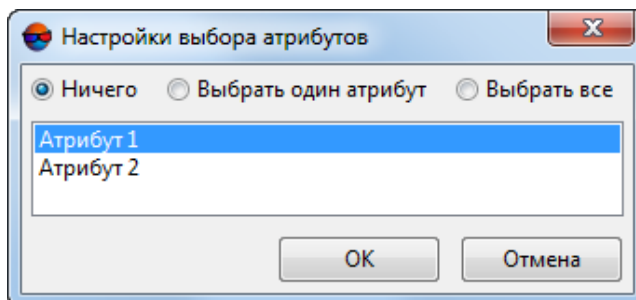 Настройки выбора атрибутов
Ничего Выбрать один атрибут Выбрать все
Атрибут 1
Атрибут 2
OK Отмена